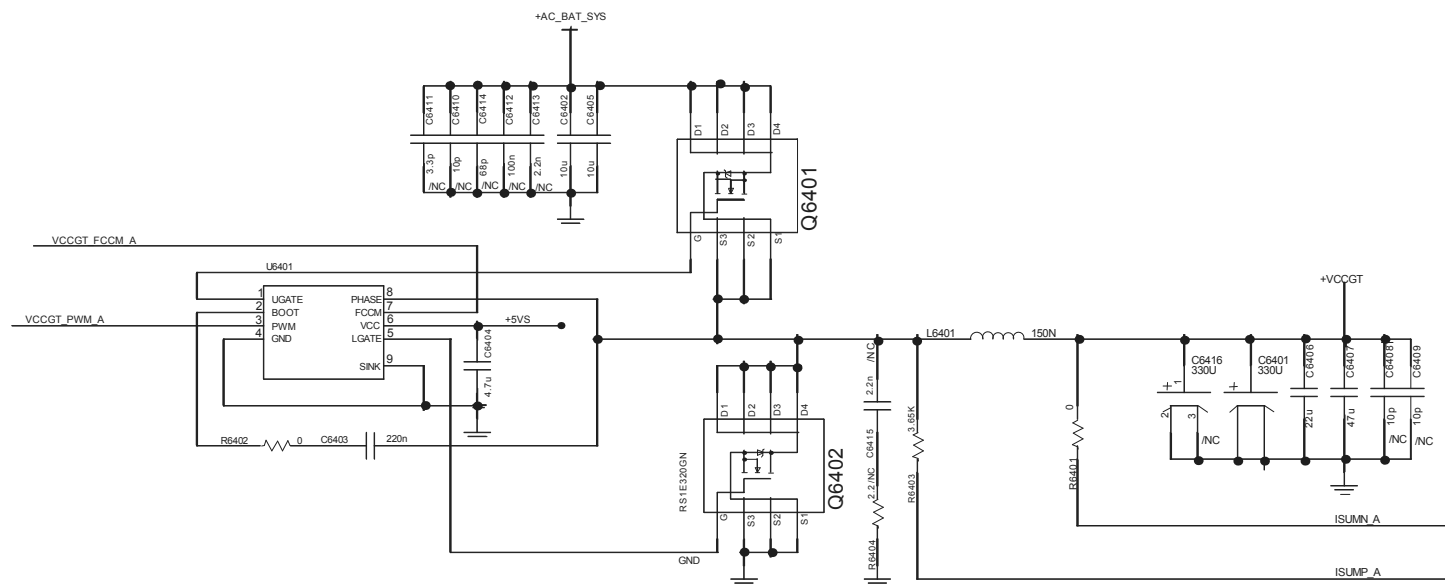 +AC_BAT_SYS
C6411
C6410
C6414
C6412
C6413
C6402
C6405
3.3p
10p
68p
100n
2.2n
10u
10u
/NC
/NC
/NC
/NC
/NC
D1
D2
D3
D4
Q6401
G
S3
S2
S1
VCCGT_FCCM_A
U6401
1
2
3
4
UGATE
BOOT
PWM
GND
PHASE
FCCM
VCC
LGATE
SINK
8
7
6
5
9
VCCGT_PWM_A
+5VS
C6404
4.7u
R6402
0
C6403
220n
D1
D2
D3
D4
RS1E320GN
Q6402
G
S3
S2
S1
GND
/NC
2.2n
C6415
2.2/NC
R6404
3.65K
R6403
L6401
150N
0
R6401
+VCCGT
C6416
330U
C6401
330U
+
1
2
3
/NC
+
C6406
22u
C6407
47u
C6408
10p
/NC
C6409
10p
/NC
ISUMN_A
ISUMP_A